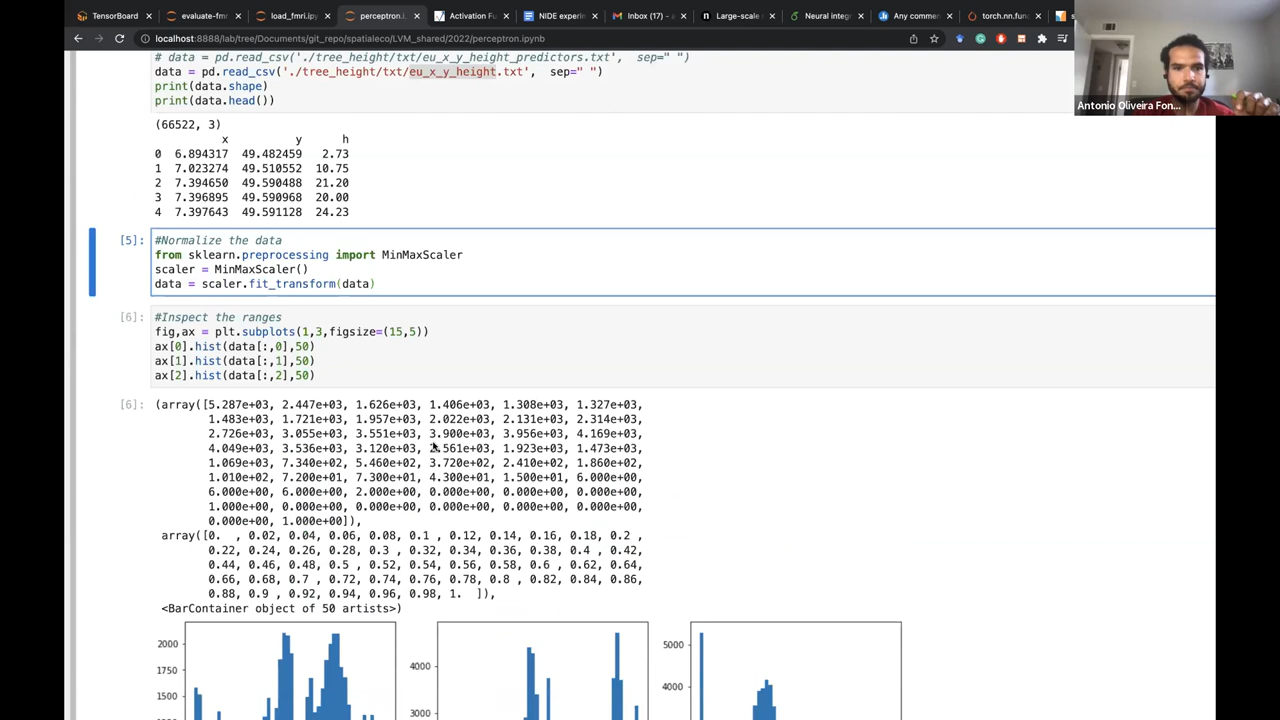 TensorBoard
evaluate-fmr
load_fmri.ipy
perceptron.i
Activation Fu
NIDE experim
Inbox (17) -
Large-scale
Neural integr
Any commen
torch.nn.func
localhost:8888/lab/tree/Documents/git_repo/spatialeco/LVM_shared/2022/perceptron.ipynb
# data = pd.read_csv('./tree_height/txt/eu_x_y_height_predictors.txt', sep=" ")
data = pd.read_csv('./tree_height/txt/eu_x_y_height.txt', sep=" ")
print(data.shape)
print(data.head())
Antonio Oliveira Fon...
(66522, 3)
x y h
0 6.894317 49.482459 2.73
1 7.023274 49.510552 10.75
2 7.394650 49.590488 21.20
3 7.396895 49.590968 20.00
4 7.397643 49.591128 24.23
[5]: #Normalize the data
from sklearn.preprocessing import MinMaxScaler
scaler = MinMaxScaler()
data = scaler.fit_transform(data)
[6]: #Inspect the ranges
fig,ax = plt.subplots(1,3,figsize=(15,5))
ax[0].hist(data[:,0],50)
ax[1].hist(data[:,1],50)
ax[2].hist(data[:,2],50)
[6]: (array([5.287e+03, 2.447e+03, 1.626e+03, 1.406e+03, 1.308e+03, 1.327e+03,
1.483e+03, 1.721e+03, 1.957e+03, 2.022e+03, 2.131e+03, 2.314e+03,
2.726e+03, 3.055e+03, 3.551e+03, 3.900e+03, 3.956e+03, 4.169e+03,
4.049e+03, 3.536e+03, 3.120e+03, 2.561e+03, 1.923e+03, 1.473e+03,
1.069e+03, 7.340e+02, 5.460e+02, 3.720e+02, 2.410e+02, 1.860e+02,
1.010e+02, 7.200e+01, 7.300e+01, 4.300e+01, 1.500e+01, 6.000e+00,
6.000e+00, 6.000e+00, 2.000e+00, 0.000e+00, 0.000e+00, 0.000e+00,
1.000e+00, 0.000e+00, 0.000e+00, 0.000e+00, 0.000e+00, 0.000e+00,
0.000e+00, 1.000e+00]),
array([0. , 0.02, 0.04, 0.06, 0.08, 0.1 , 0.12, 0.14, 0.16, 0.18, 0.2 ,
0.22, 0.24, 0.26, 0.28, 0.3 , 0.32, 0.34, 0.36, 0.38, 0.4 , 0.42,
0.44, 0.46, 0.48, 0.5 , 0.52, 0.54, 0.56, 0.58, 0.6 , 0.62, 0.64,
0.66, 0.68, 0.7 , 0.72, 0.74, 0.76, 0.78, 0.8 , 0.82, 0.84, 0.86,
0.88, 0.9 , 0.92, 0.94, 0.96, 0.98, 1. ]),
<BarContainer object of 50 artists>)
2000
1750
1500
4000
3000
5000
4000